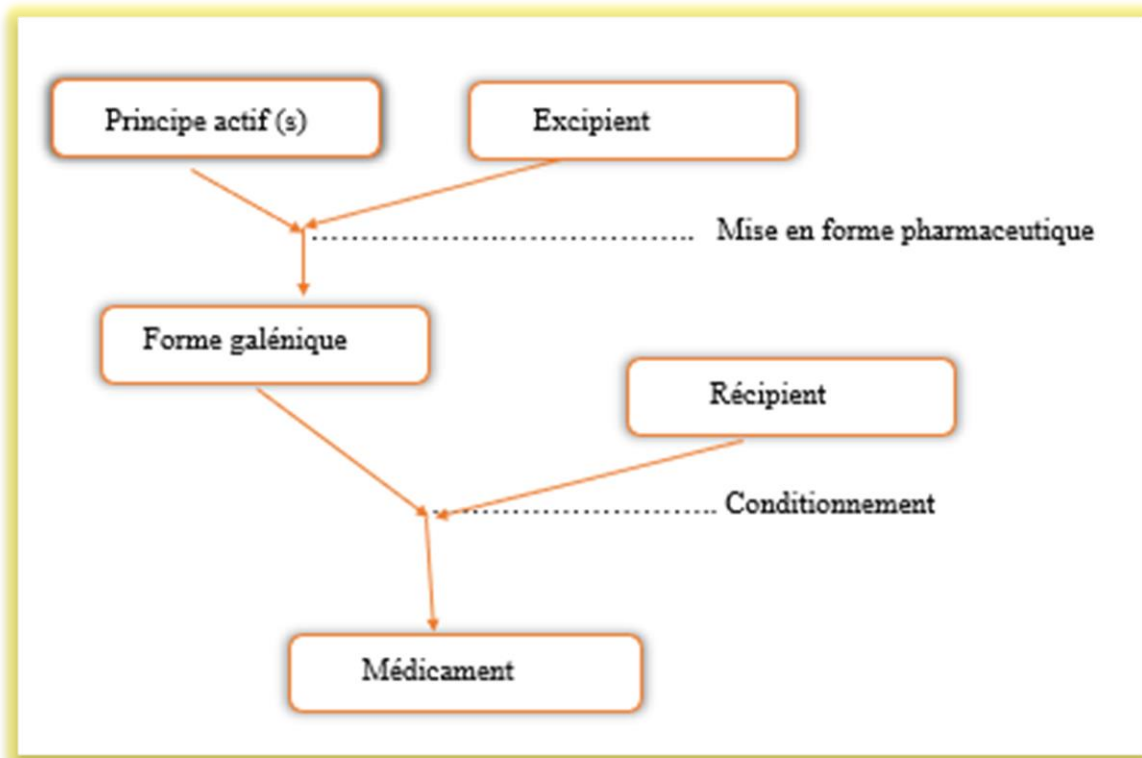 Principe actif (s)
Excipient
Mise en forme pharmaceutique
Forme galénique
Récipient
Conditionnement
Médicament